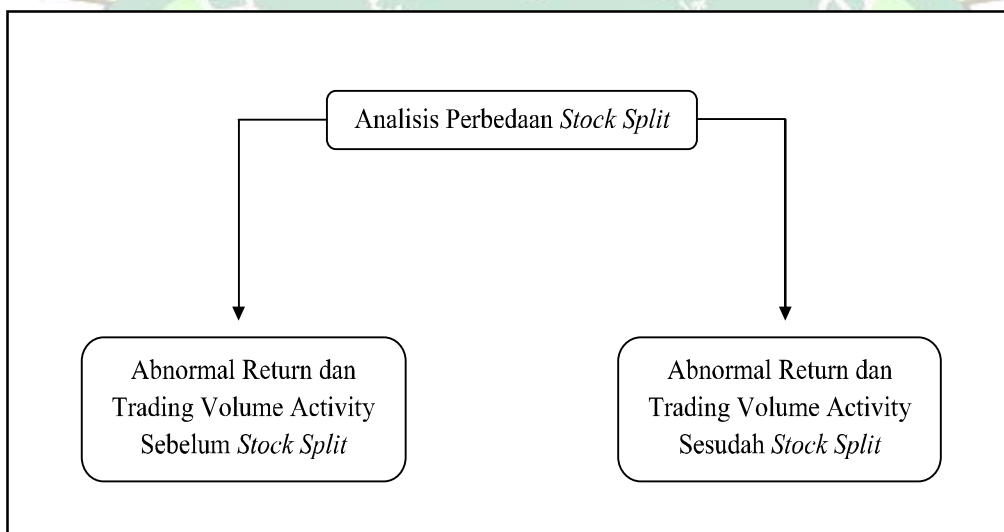 Analisis Perbedaan Stock Split
Abnormal Return dan
Trading Volume Activity
Sebelum Stock Split
Abnormal Return dan
Trading Volume Activity
Sesudah Stock Split